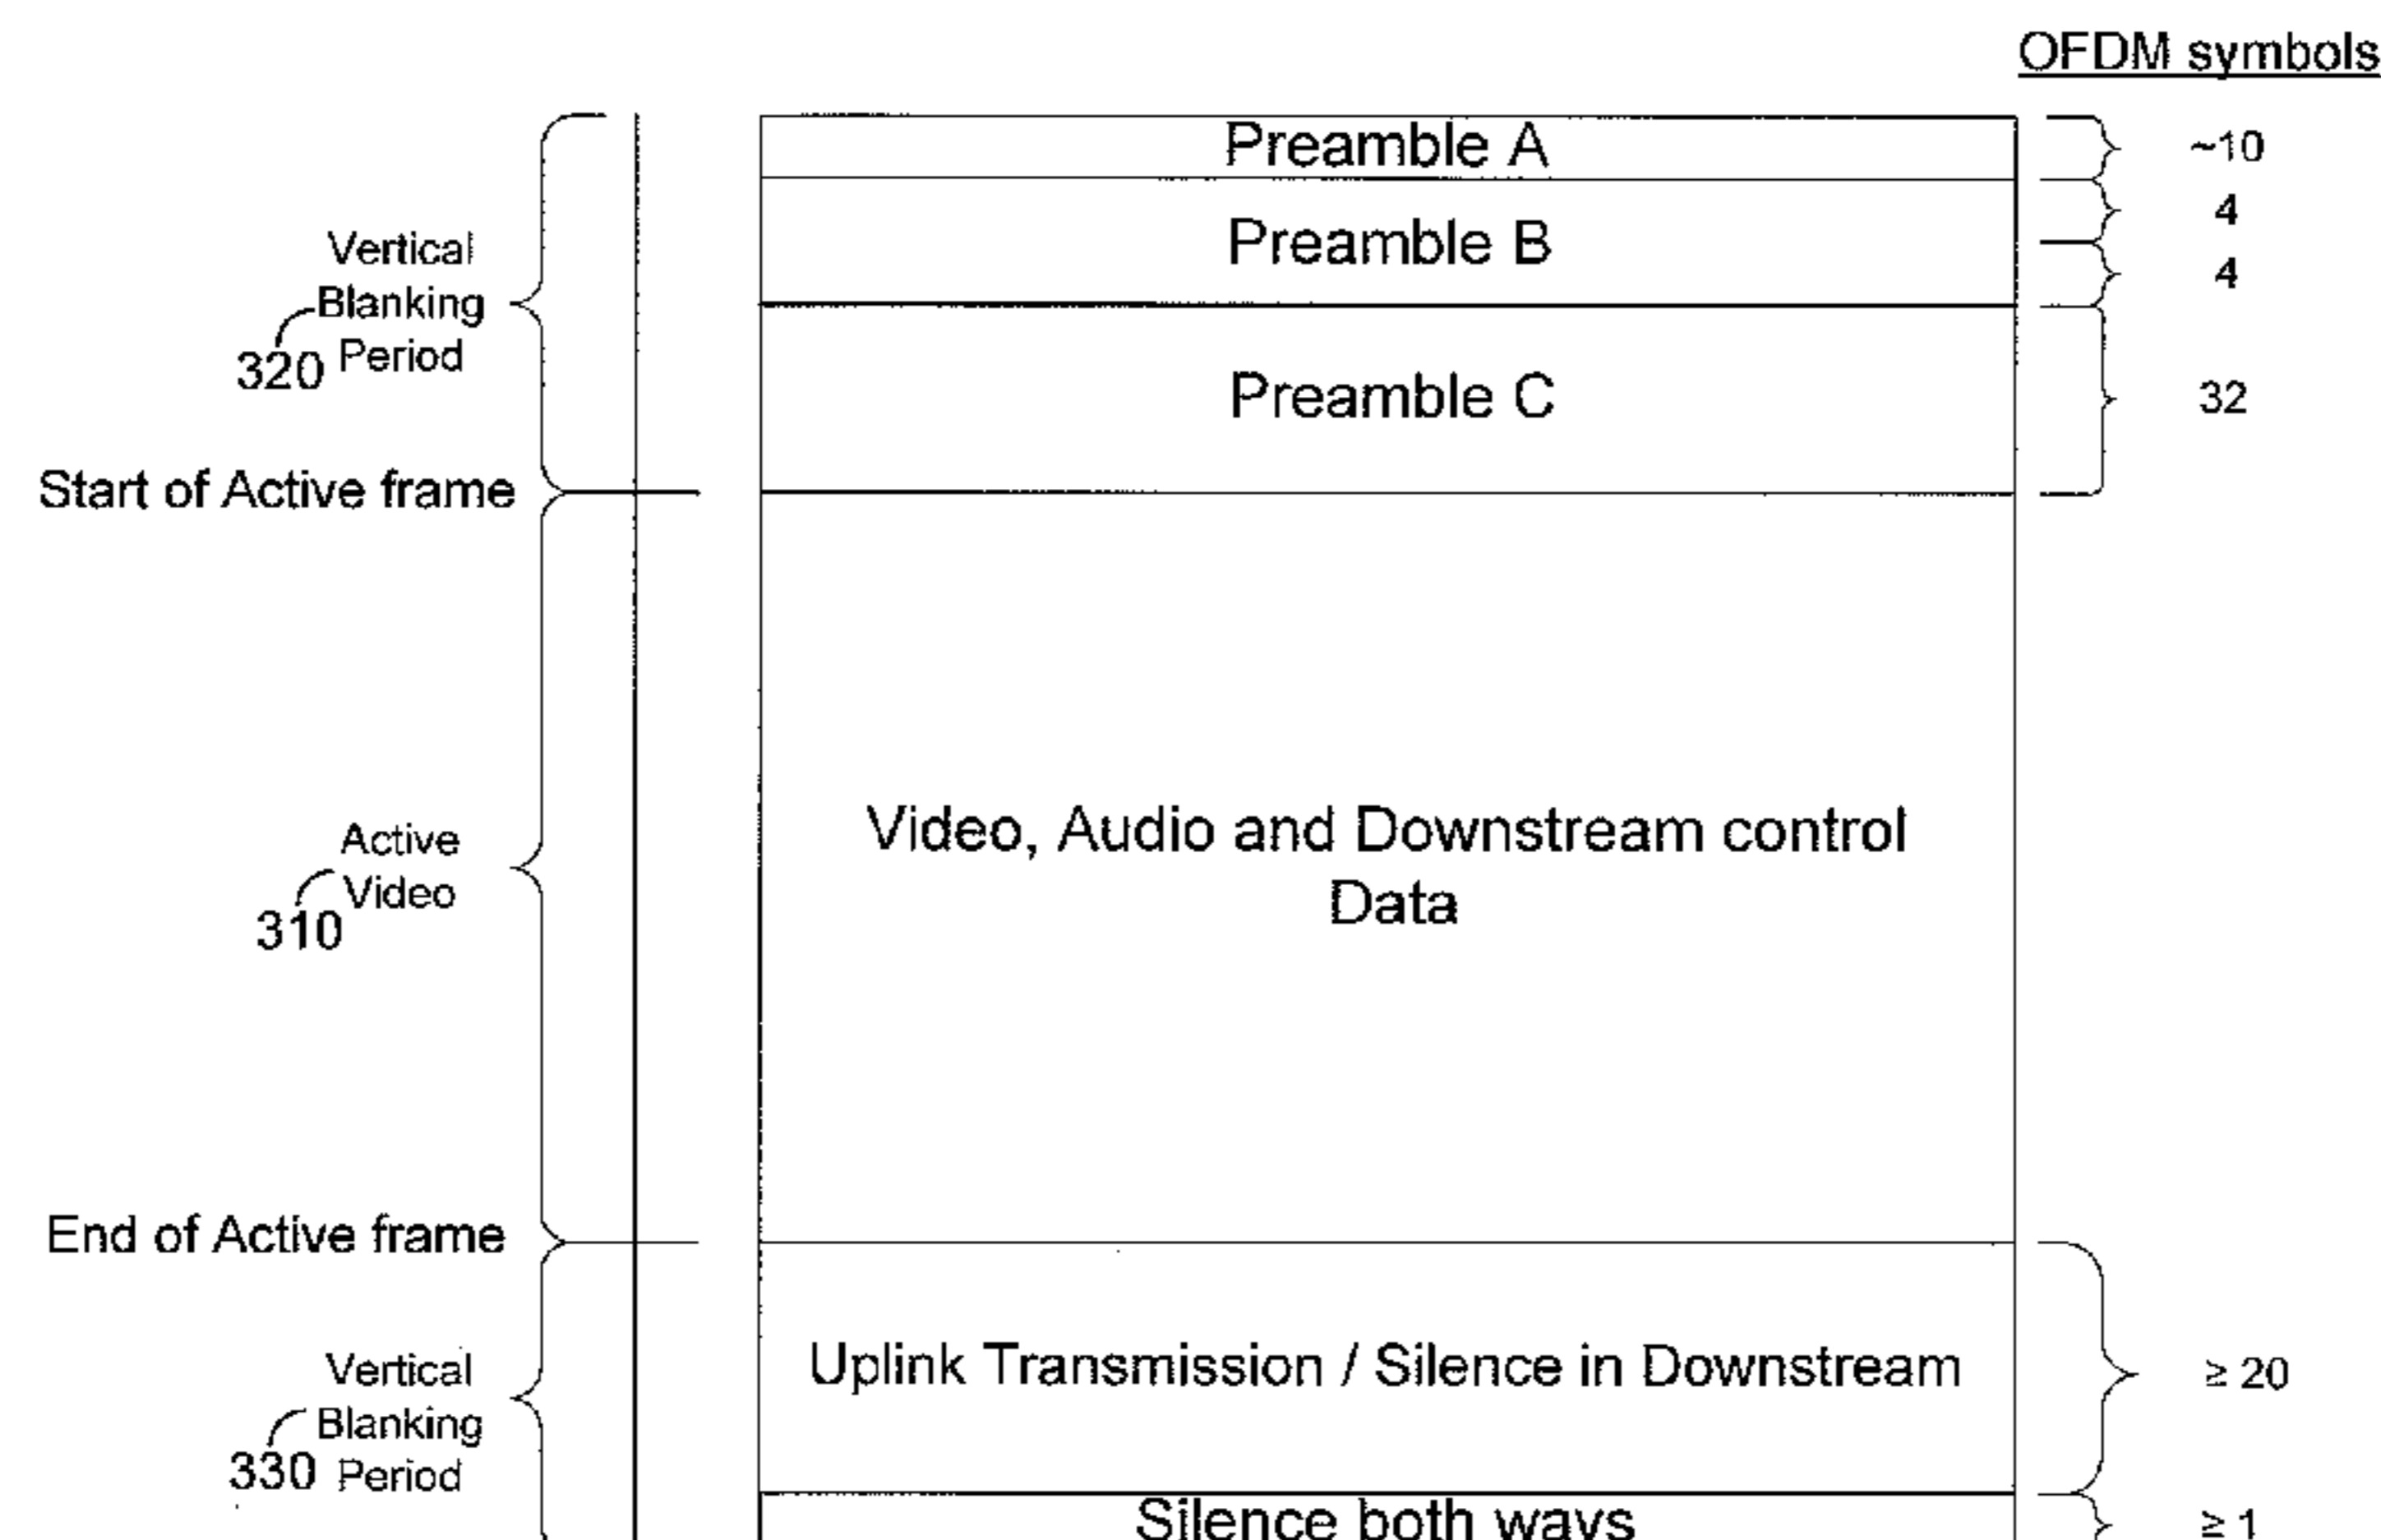 OFDM symbols
Preamble A
~10
Preamble B
4
4
Vertical
Blanking
Period
320
Preamble C
32
Start of Active frame
Video, Audio and Downstream control
Data
Active
Video
310
End of Active frame
Uplink Transmission / Silence in Downstream
≥ 20
Vertical
Blanking
Period
330
Silence both ways
≥ 1